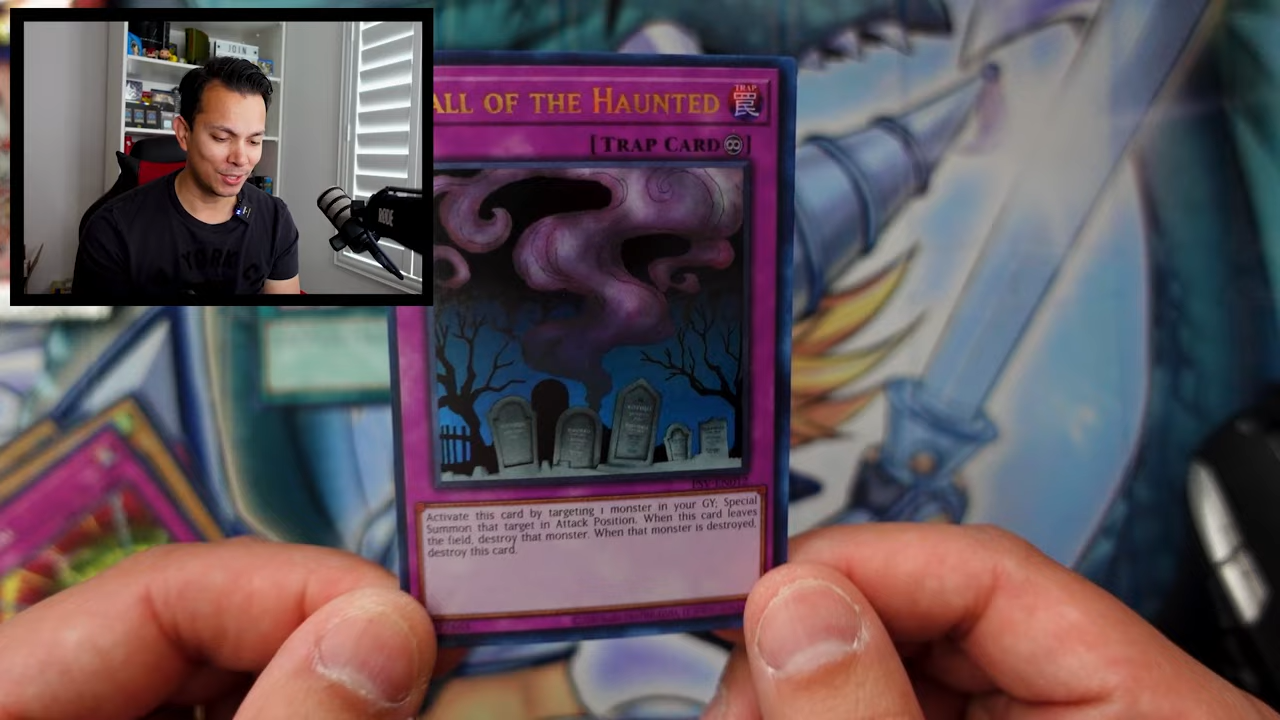 JOIN
RODE
ALL OF THE HAUNTED
TRAP
罠
[TRAP CARD]
Activate this card by targeting 1 monster in your GY; Special
Summon that target in Attack Position. When this card leaves
the field, destroy that monster. When that monster is destroyed,
destroy this card.